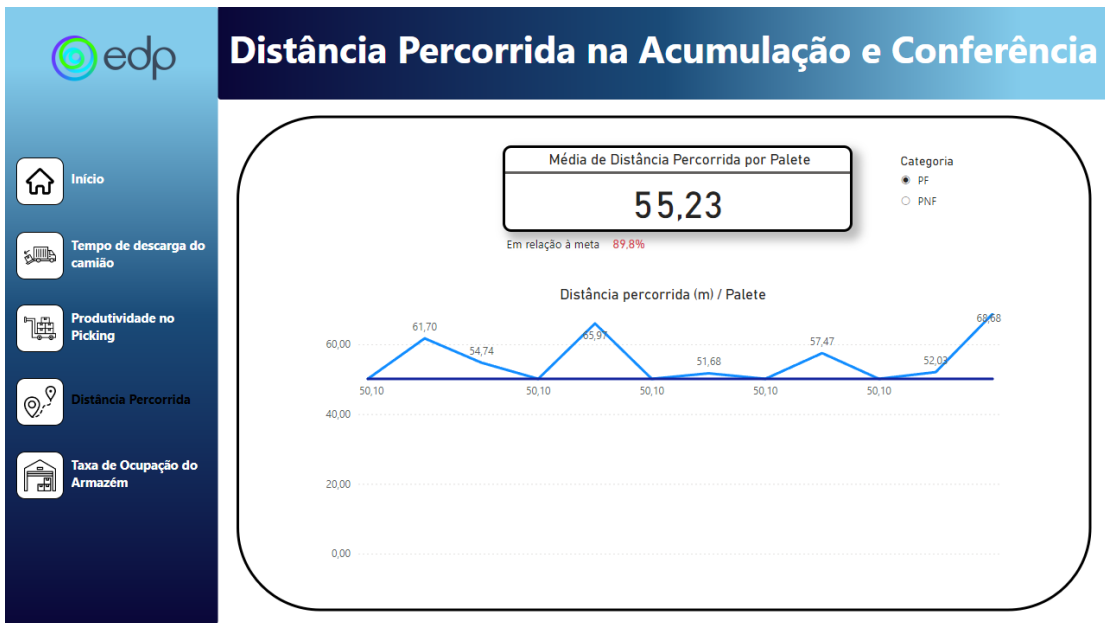 edp
Distância Percorrida na Acumulação e Conferência
Início
Tempo de descarga do
camião
Produtividade no
Picking
Distância Percorrida
Taxa de Ocupação do
Armazém
Média de Distância Percorrida por Palete
55,23
Em relação à meta 89,8%
Categoria
PF
PNF
Distância percorrida (m) / Palete
60,00
40,00
20,00
0,00
50,10
61,70
54,74
50,10
65,97
50,10
51,68
50,10
57,47
50,10
52,03
68,68